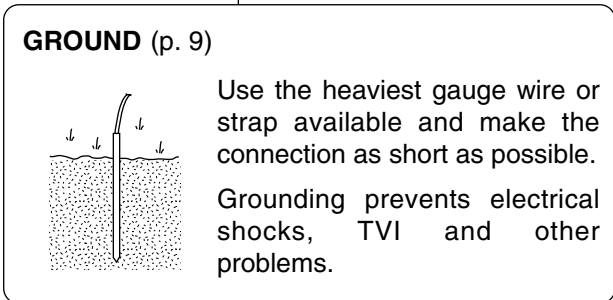 GROUND (p. 9)
Use the heaviest gauge wire or
strap available and make the
connection as short as possible.
Grounding prevents electrical
shocks, TVI and other
problems.